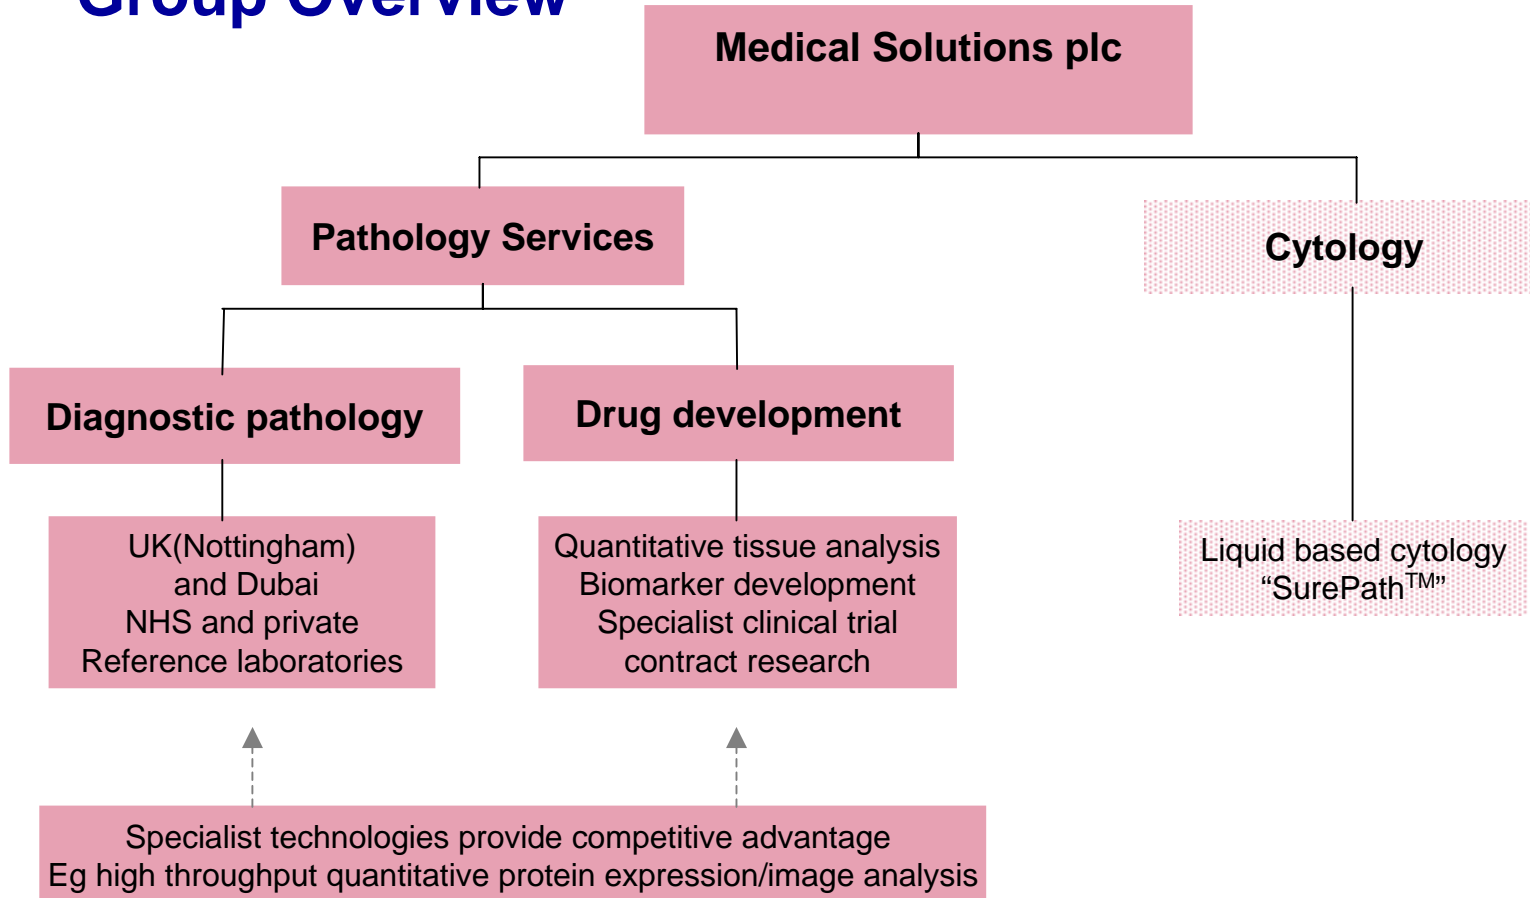 Group Overview
Medical Solutions plc
Pathology Services
Cytology
Diagnostic pathology
Drug development
UK(Nottingham)
and Dubai
NHS and private
Reference laboratories
Quantitative tissue analysis
Biomarker development
Specialist clinical trial
contract research
Liquid based cytology
“SurePath™”
Specialist technologies provide competitive advantage
Eg high throughput quantitative protein expression/image analysis